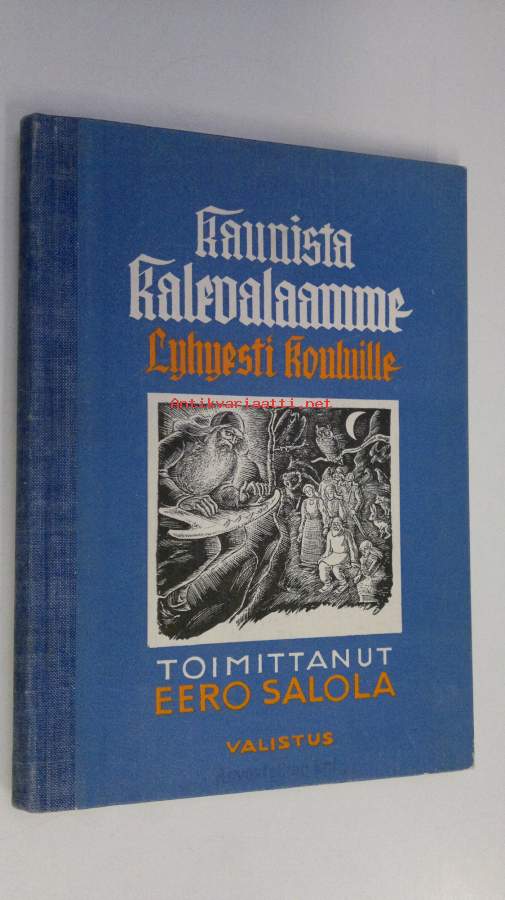 Kaunista
Kalevalaamme
Lyhyesti kouluille
Antikvariaatti.net
TOIMITTANUT
EERO SALOLA
VALISTUS